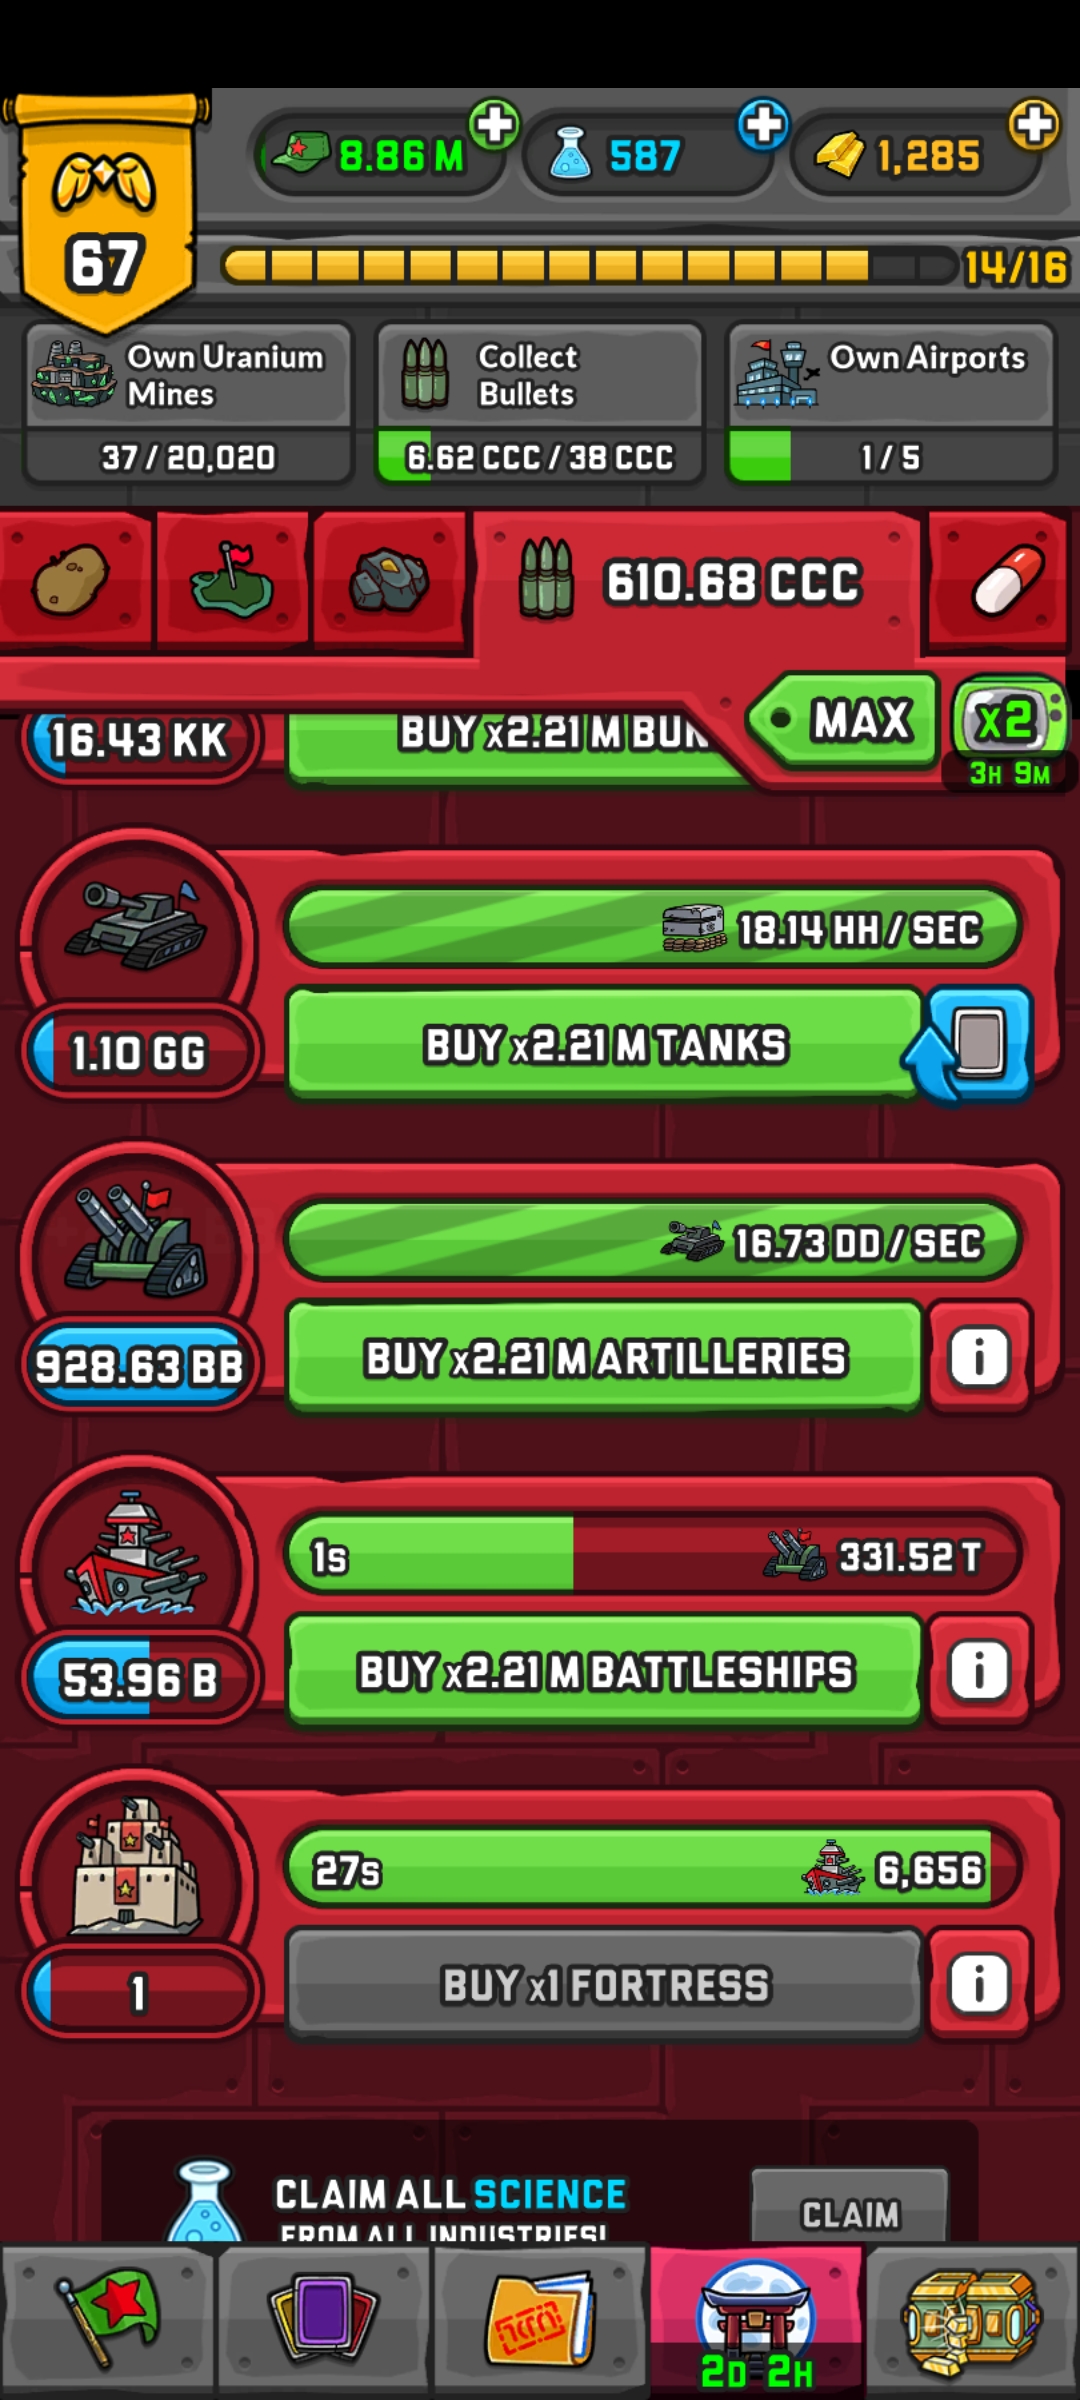 8.86 M
587
1,285
67
14/16
Own Uranium
Mines
37 / 20,020
Collect
Bullets
6.62 CCC / 38 CCC
Own Airports
1 / 5
610.68 CCC
MAX
x2
3H 9M
16.43 KK
BUY x2.21 M BUN
18.14 HH / SEC
1.10 GG
BUY x2.21 M TANKS
16.73 DD / SEC
928.63 BB
BUY x2.21 M ARTILLERIES
i
1s
331.52 T
53.96 B
BUY x2.21 M BATTLESHIPS
i
27s
6,656
1
BUY x1 FORTRESS
i
CLAIM ALL SCIENCE
FROM ALL INDUSTRIES!
CLAIM
2D 2H